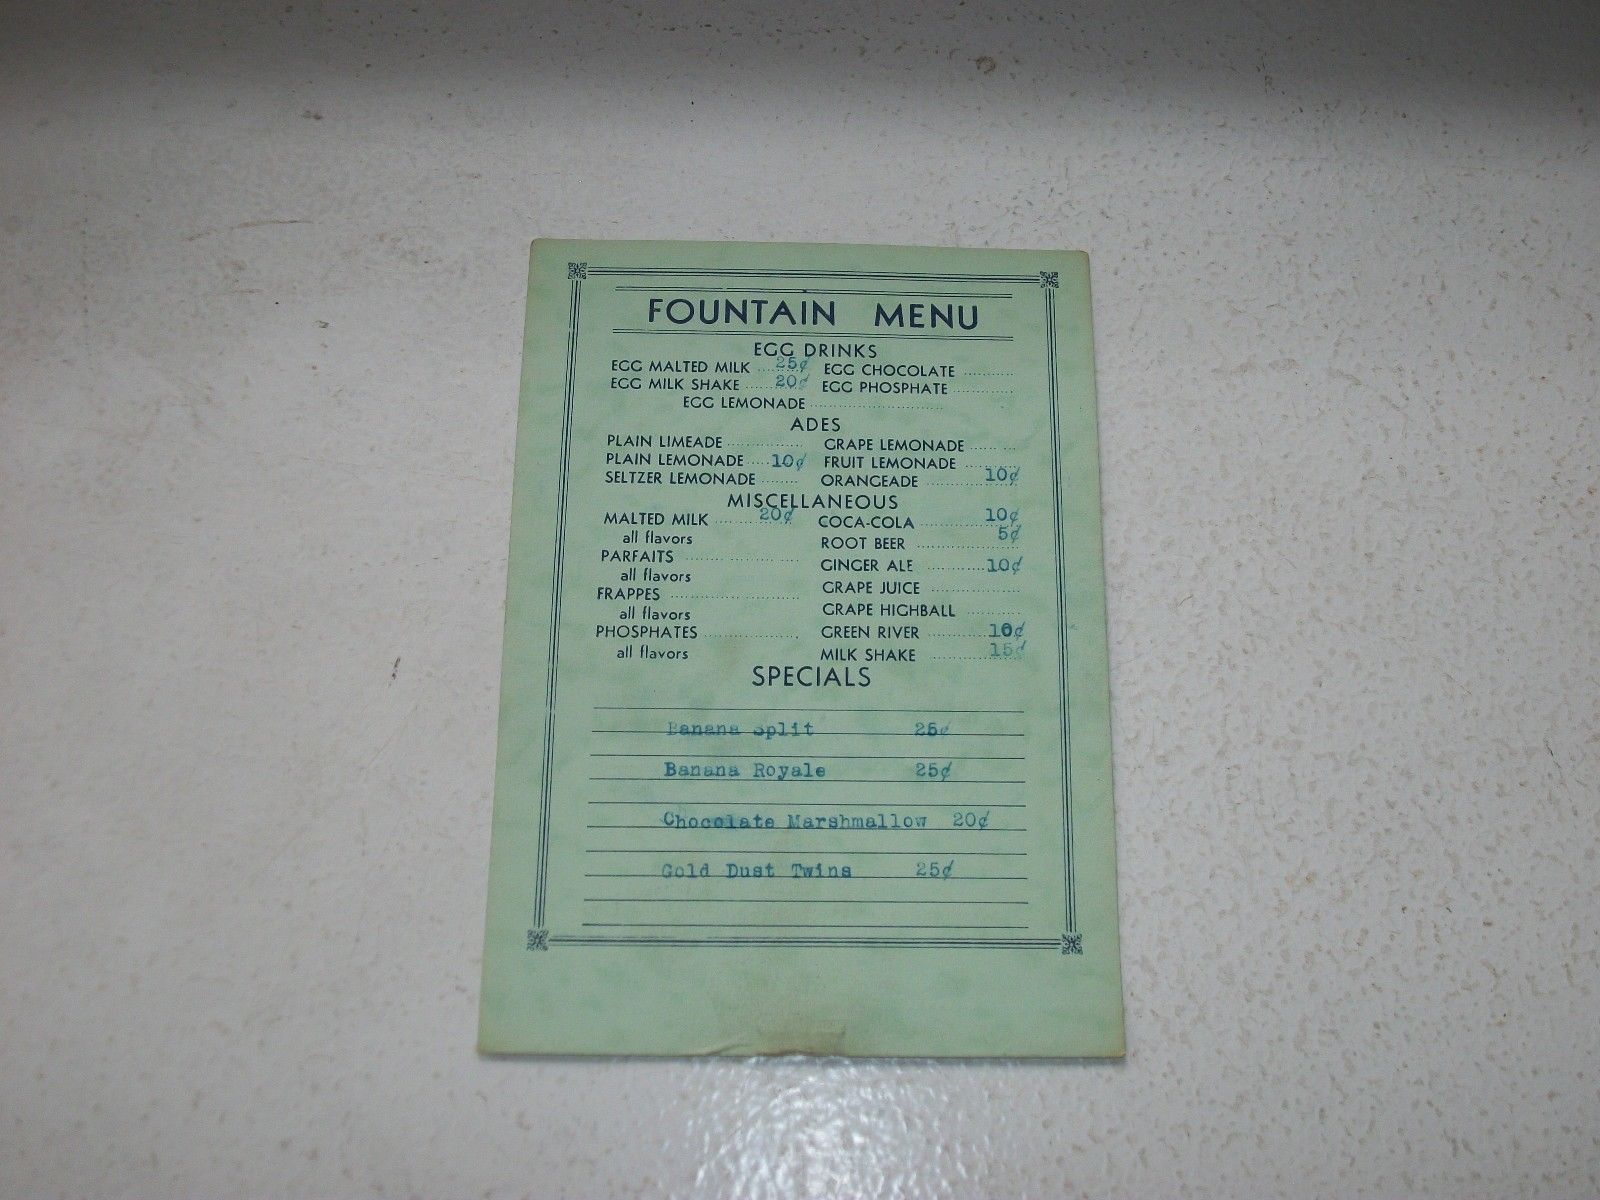 FOUNTAIN MENU
EGG DRINKS
EGG MALTED MILK ..... 25¢ EGG CHOCOLATE ...........
EGG MILK SHAKE ..... 20¢ EGG PHOSPHATE .............
EGG LEMONADE .............................
ADES
PLAIN LIMEADE ................. GRAPE LEMONADE ...... ...
PLAIN LEMONADE ..... 10¢ FRUIT LEMONADE ............
SELTZER LEMONADE ........ ORANGEADE ............ 10¢
MISCELLANEOUS
MALTED MILK ......... 20¢ COCA-COLA ............ 10¢
all flavors ROOT BEER ................ 5¢
PARFAITS .........................
all flavors GINGER ALE ............ 10¢
FRAPPES ............................
all flavors GRAPE JUICE ..................
GRAPE HIGHBALL ...........
PHOSPHATES .................... GREEN RIVER ............ 10¢
all flavors MILK SHAKE ............ 15¢
SPECIALS
Banana Split 25¢
Banana Royale 25¢
Chocolate Marshmallow 20¢
Gold Dust Twins 25¢